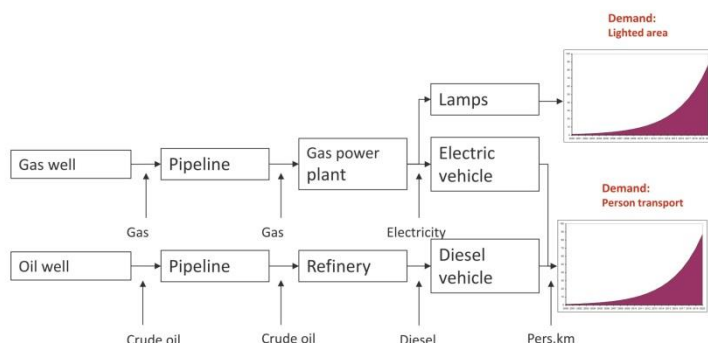 Demand:
Lighted area
Lamps
Gas well
Pipeline
Gas power
plant
Electric
vehicle
Demand:
Person transport
Gas
Gas
Electricity
Oil well
Pipeline
Refinery
Diesel
vehicle
Crude oil
Crude oil
Diesel
Pers.km